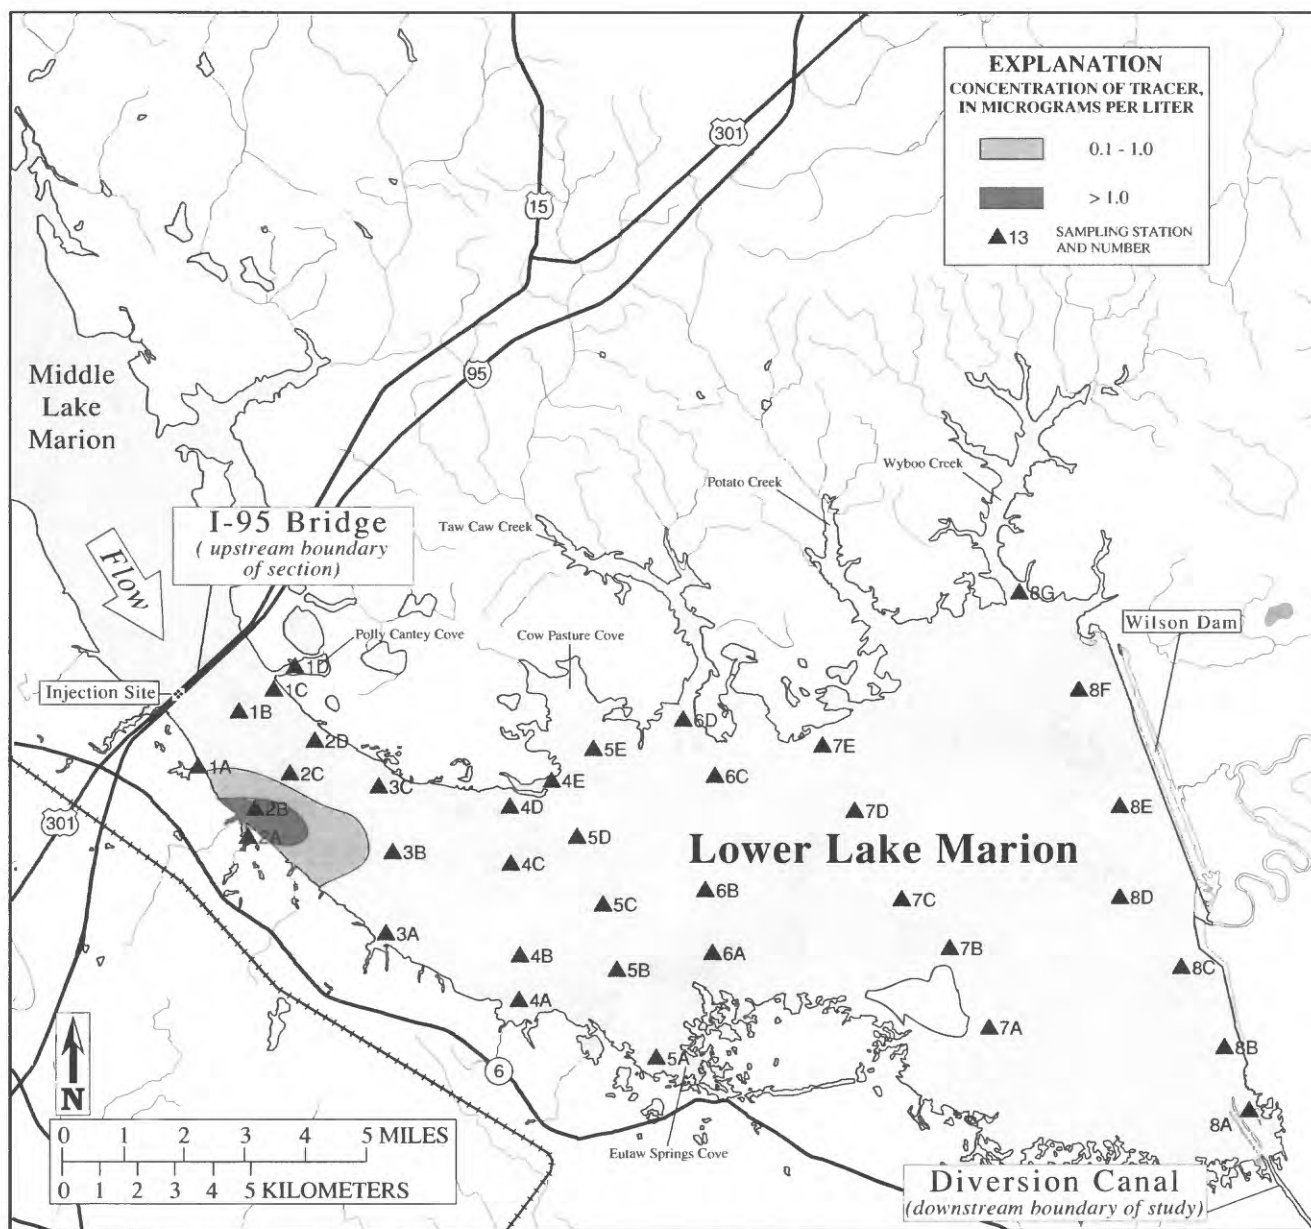 EXPLANATION
CONCENTRATION OF TRACER,
IN MICROGRAMS PER LITER
0.1 - 1.0
> 1.0
13
SAMPLING STATION
AND NUMBER
301
15
95
Middle
Lake
Marion
Wyboo Creek
Potato Creek
Taw Caw Creek
I-95 Bridge
( upstream boundary
of section)
Flow
8G
Wilson Dam
Polly Cantey Cove
Cow Pasture Cove
Injection Site
1D
1C
1B
1A
2D
2C
2B
2A
3C
3B
3A
4E
4D
4C
4B
4A
5E
5D
5C
5B
5A
6D
6C
6B
6A
7E
7D
7C
7B
7A
8F
8E
8D
8C
8B
8A
Lower Lake Marion
301
6
N
0 1 2 3 4 5 MILES
0 1 2 3 4 5 KILOMETERS
Eutaw Springs Cove
Diversion Canal
(downstream boundary of study)